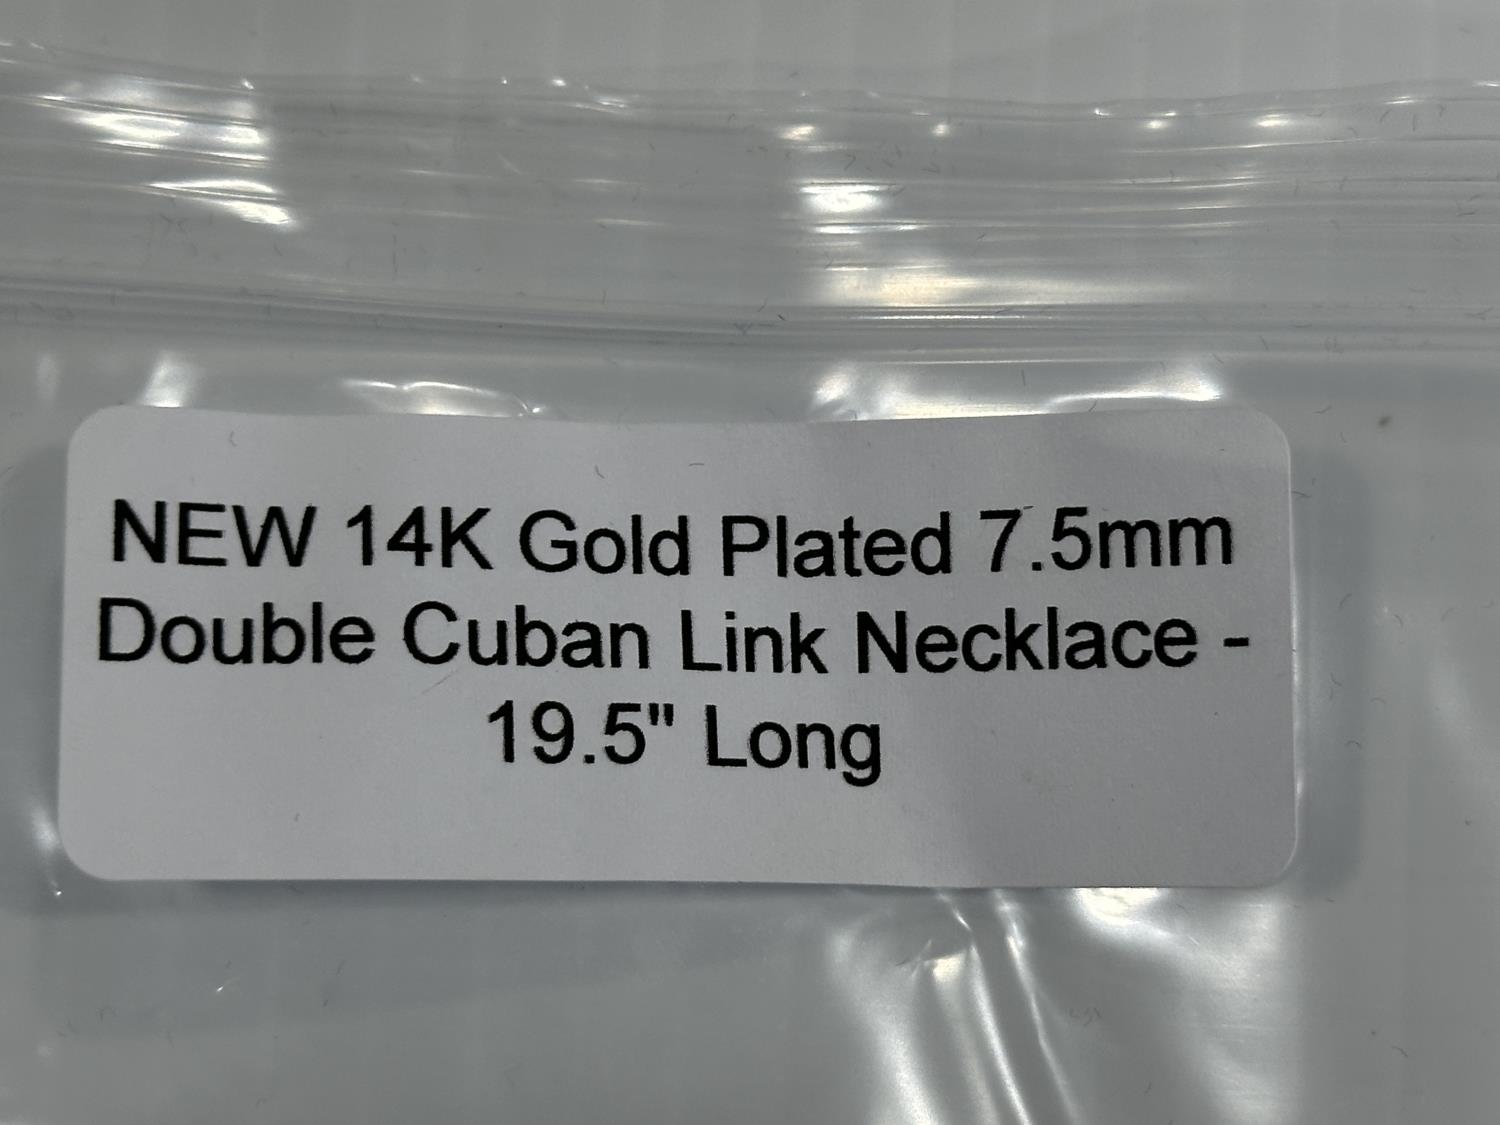 NEW 14K Gold Plated 7.5mm
Double Cuban Link Necklace -
19.5" Long